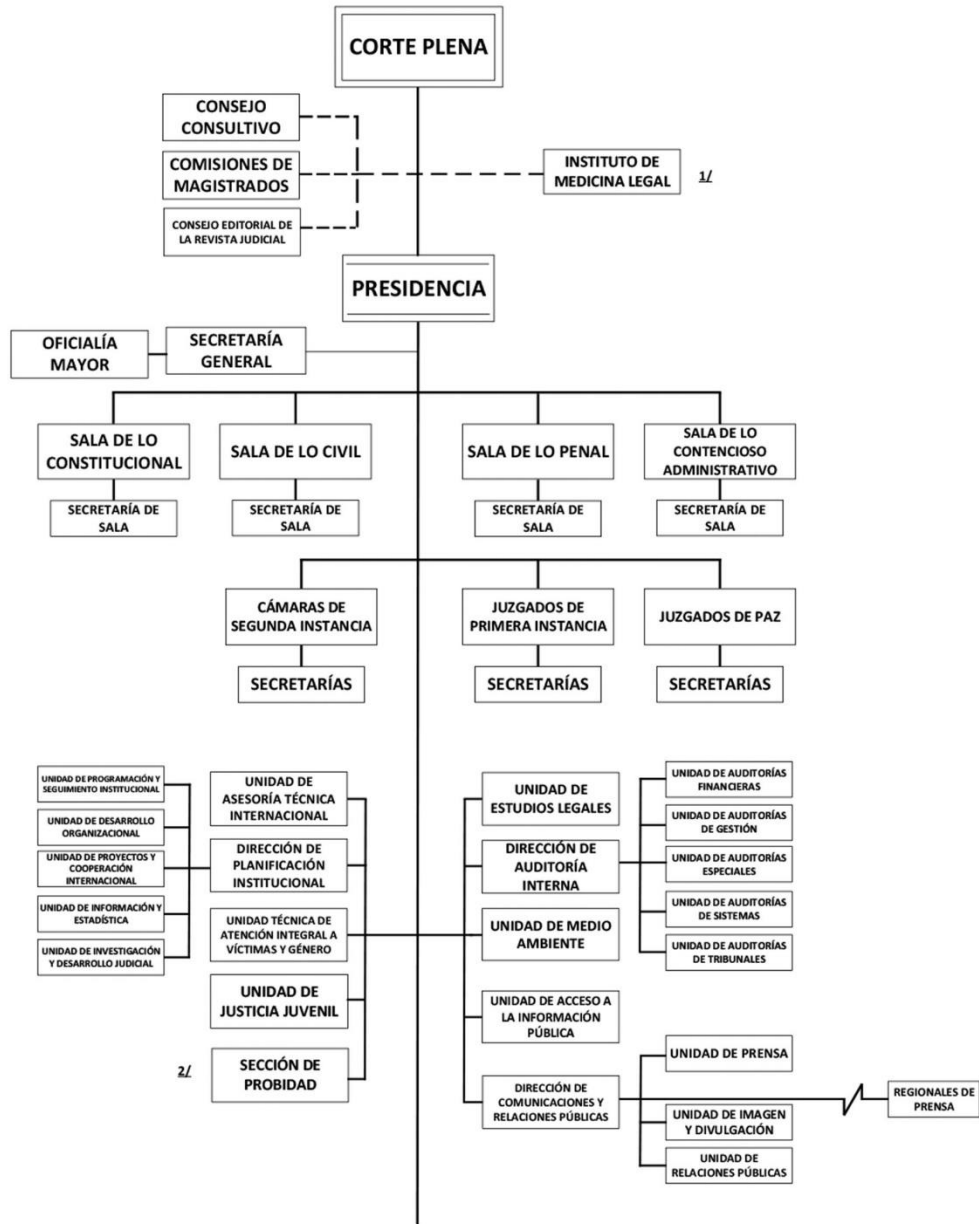 CORTE PLENA
CONSEJO
CONSULTIVO
COMISIONES DE
MAGISTRADOS
INSTITUTO DE
MEDICINA LEGAL
1/
CONSEJO EDITORIAL DE
LA REVISTA JUDICIAL
PRESIDENCIA
OFICIALÍA
MAYOR
SECRETARÍA
GENERAL
SALA DE LO
CONSTITUCIONAL
SALA DE LO CIVIL
SALA DE LO PENAL
SALA DE LO
CONTENCIOSO
ADMINISTRATIVO
SECRETARÍA DE
SALA
SECRETARÍA DE
SALA
SECRETARÍA DE
SALA
SECRETARÍA DE
SALA
CÁMARAS DE
SEGUNDA INSTANCIA
JUZGADOS DE
PRIMERA INSTANCIA
JUZGADOS DE PAZ
SECRETARÍAS
SECRETARÍAS
SECRETARÍAS
UNIDAD DE PROGRAMACIÓN Y
SEGUIMIENTO INSTITUCIONAL
UNIDAD DE DESARROLLO
ORGANIZACIONAL
UNIDAD DE PROYECTOS Y
COOPERACIÓN
INTERNACIONAL
UNIDAD DE INFORMACIÓN Y
ESTADÍSTICA
UNIDAD DE INVESTIGACIÓN
Y DESARROLLO JUDICIAL
UNIDAD DE
ASESORÍA TÉCNICA
INTERNACIONAL
DIRECCIÓN DE
PLANIFICACIÓN
INSTITUCIONAL
UNIDAD TÉCNICA DE
ATENCIÓN INTEGRAL A
VÍCTIMAS Y GÉNERO
UNIDAD DE
JUSTICIA JUVENIL
2/
SECCIÓN DE
PROBIDAD
UNIDAD DE
ESTUDIOS LEGALES
DIRECCIÓN DE
AUDITORÍA
INTERNA
UNIDAD DE MEDIO
AMBIENTE
UNIDAD DE ACCESO A
LA INFORMACIÓN
PÚBLICA
DIRECCIÓN DE
COMUNICACIONES Y
RELACIONES PÚBLICAS
UNIDAD DE AUDITORÍAS
FINANCIERAS
UNIDAD DE AUDITORÍAS
DE GESTIÓN
UNIDAD DE AUDITORÍAS
ESPECIALES
UNIDAD DE AUDITORÍAS
DE SISTEMAS
UNIDAD DE AUDITORÍAS
DE TRIBUNALES
UNIDAD DE PRENSA
REGIONALES DE
PRENSA
UNIDAD DE IMAGEN
Y DIVULGACIÓN
UNIDAD DE
RELACIONES PÚBLICAS